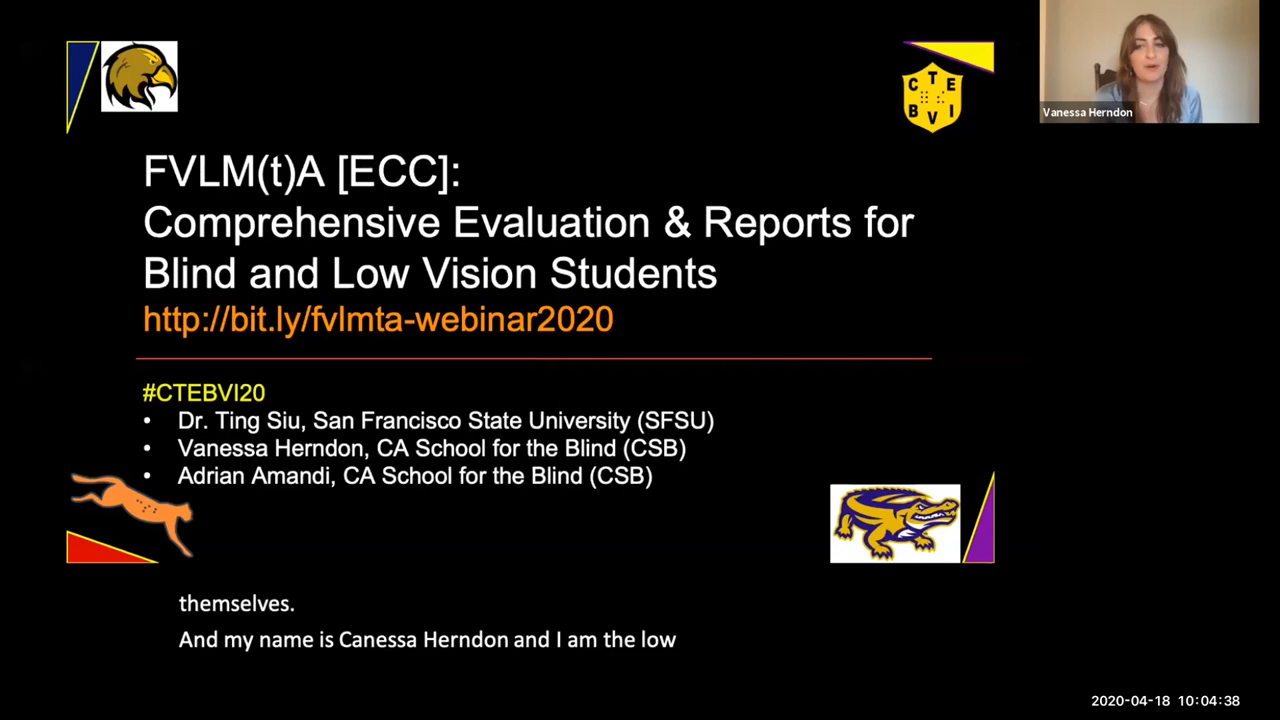 C T E
B V I
Vanessa Herndon
FVLM(t)A [ECC]:
Comprehensive Evaluation & Reports for
Blind and Low Vision Students
http://bit.ly/fvlmta-webinar2020
#CTEBVI20
• Dr. Ting Siu, San Francisco State University (SFSU)
• Vanessa Herndon, CA School for the Blind (CSB)
• Adrian Amandi, CA School for the Blind (CSB)
themselves.
And my name is Canessa Herndon and I am the low
2020-04-18 10:04:38